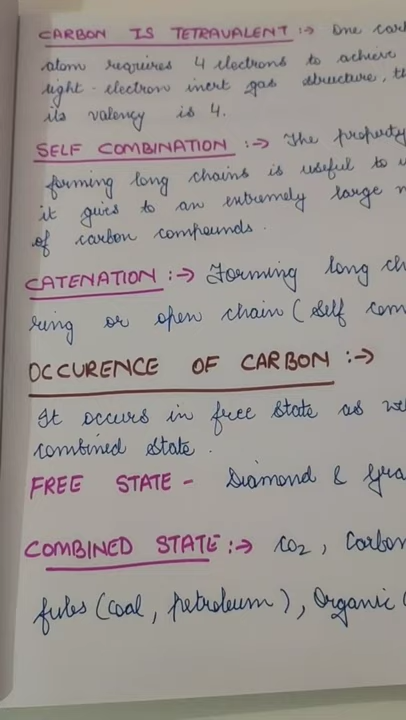 CARBON IS TETRAVALENT :-> One car
atom requires 4 electrons to achieve
eight-electron inert gas structure, th
its valency is 4.
SELF COMBINATION :-> The property
forming long chains is useful to u
it gives to an extremely large n
of carbon compounds.
CATENATION :-> Forming long ch
ring or open chain (self com
OCCURENCE OF CARBON :->
It occurs in free state as we
combined state.
FREE STATE - Diamond & gra
COMBINED STATE :-> CO2, Carbon
fules (coal, petroleum), Organic (